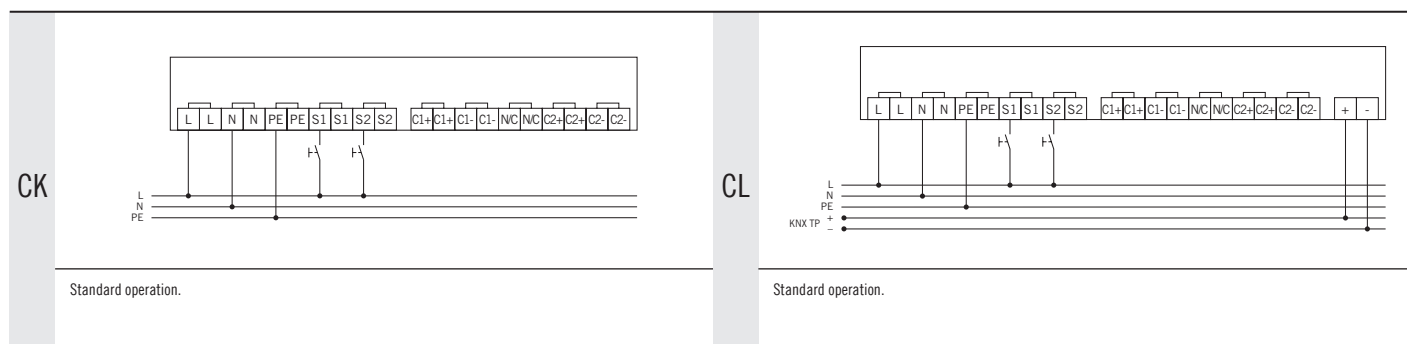 CK
L L N N PE PE S1 S1 S2 S2 C1+ C1+ C1- C1- N/C N/C C2+ C2+ C2- C2-
L
N
PE
Standard operation.
CL
L L N N PE PE S1 S1 S2 S2 C1+ C1+ C1- C1- N/C N/C C2+ C2+ C2- C2- + -
L
N
PE
KNX TP +
–
Standard operation.